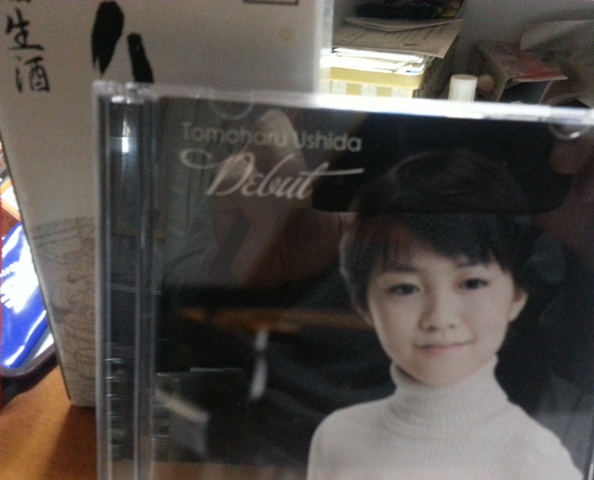 生酒
Tomoharu Ushida
Debut